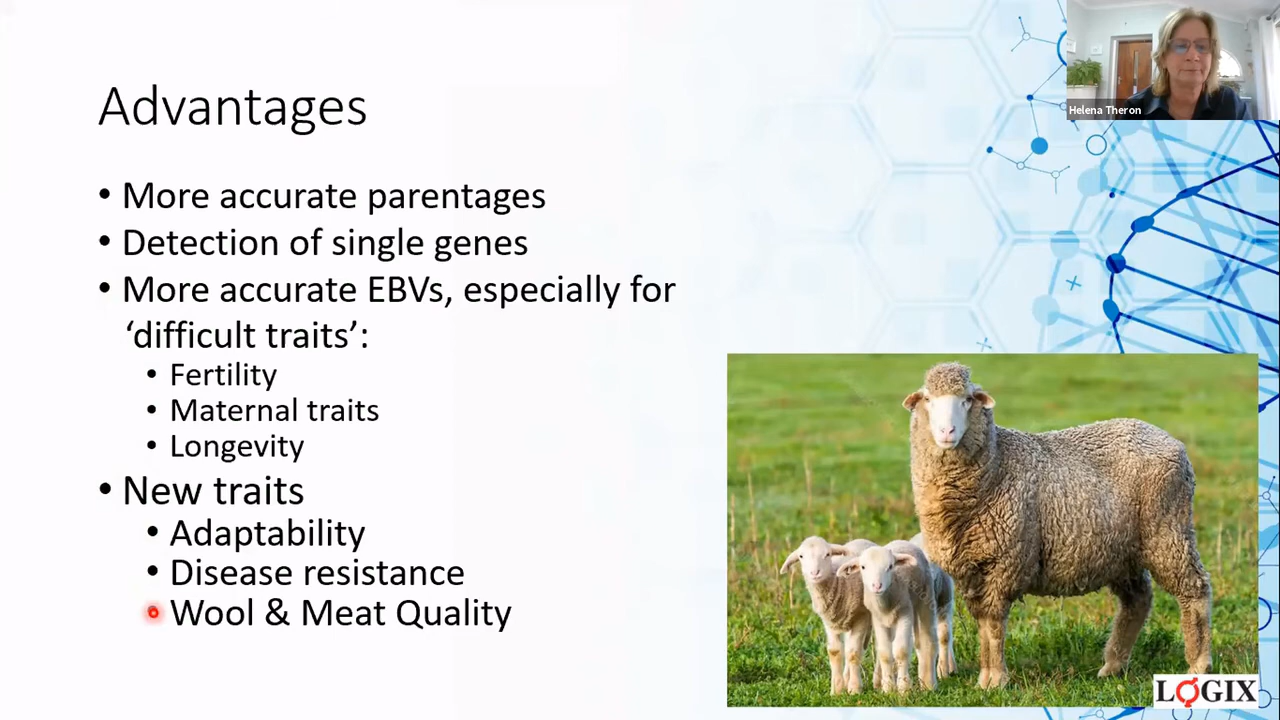 Helena Theron
Advantages
• More accurate parentages
• Detection of single genes
• More accurate EBVs, especially for
‘difficult traits’:
• Fertility
• Maternal traits
• Longevity
• New traits
• Adaptability
• Disease resistance
• Wool & Meat Quality
LOGIX